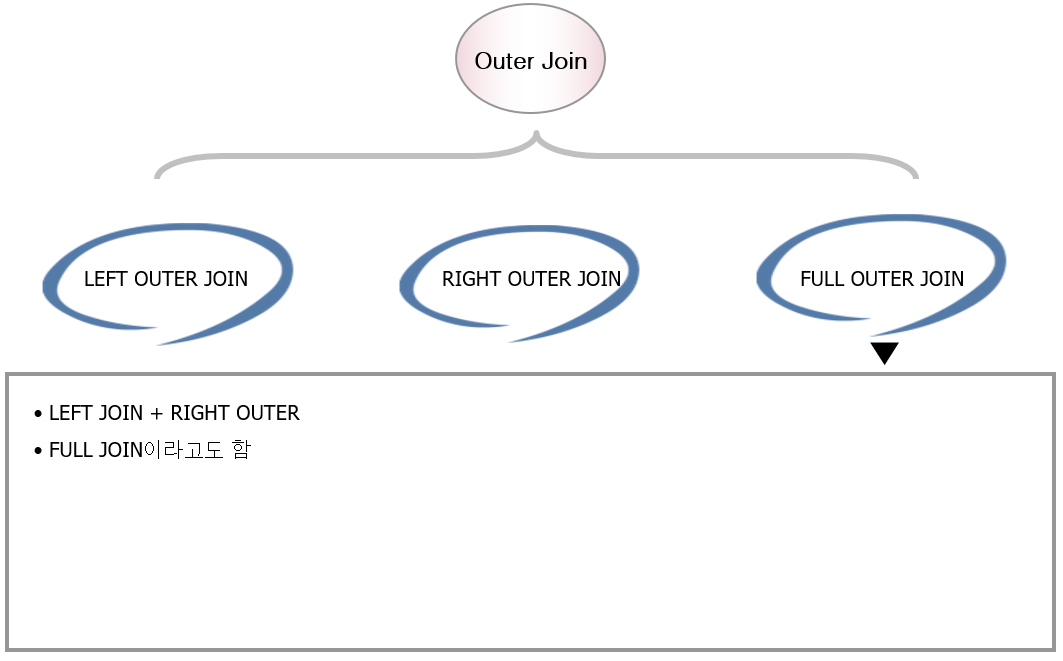 Outer Join
LEFT OUTER JOIN
RIGHT OUTER JOIN
FULL OUTER JOIN
• LEFT JOIN + RIGHT OUTER
• FULL JOIN이라고도 함